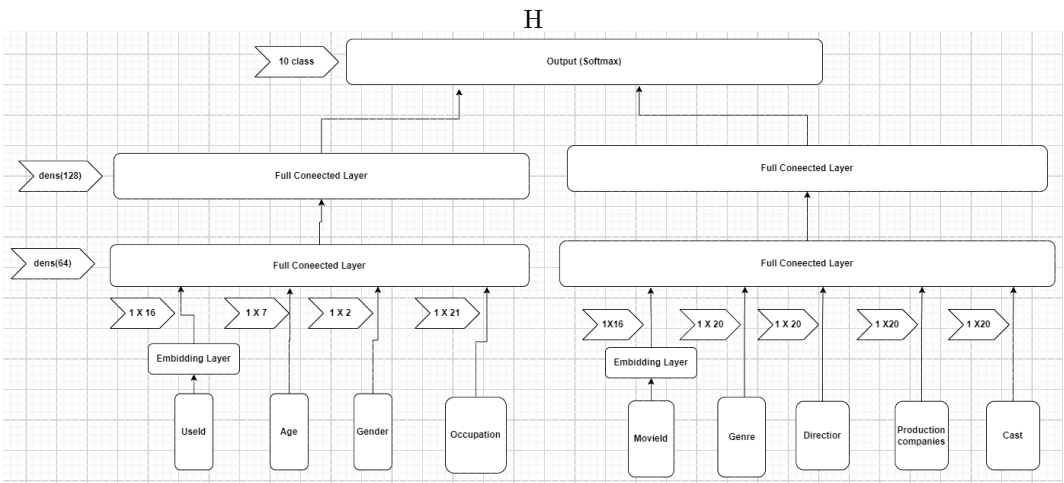 H
10 class
Output (Softmax)
dens(128)
Full Coneected Layer
Full Coneected Layer
dens(64)
Full Coneected Layer
Full Coneected Layer
1 X 16
1 X 7
1 X 2
1 X 21
1X16
1 X 20
1 X 20
1 X20
1 X20
Embidding Layer
Embidding Layer
UseId
Age
Gender
Occupation
MovieId
Genre
Directior
Production
companies
Cast